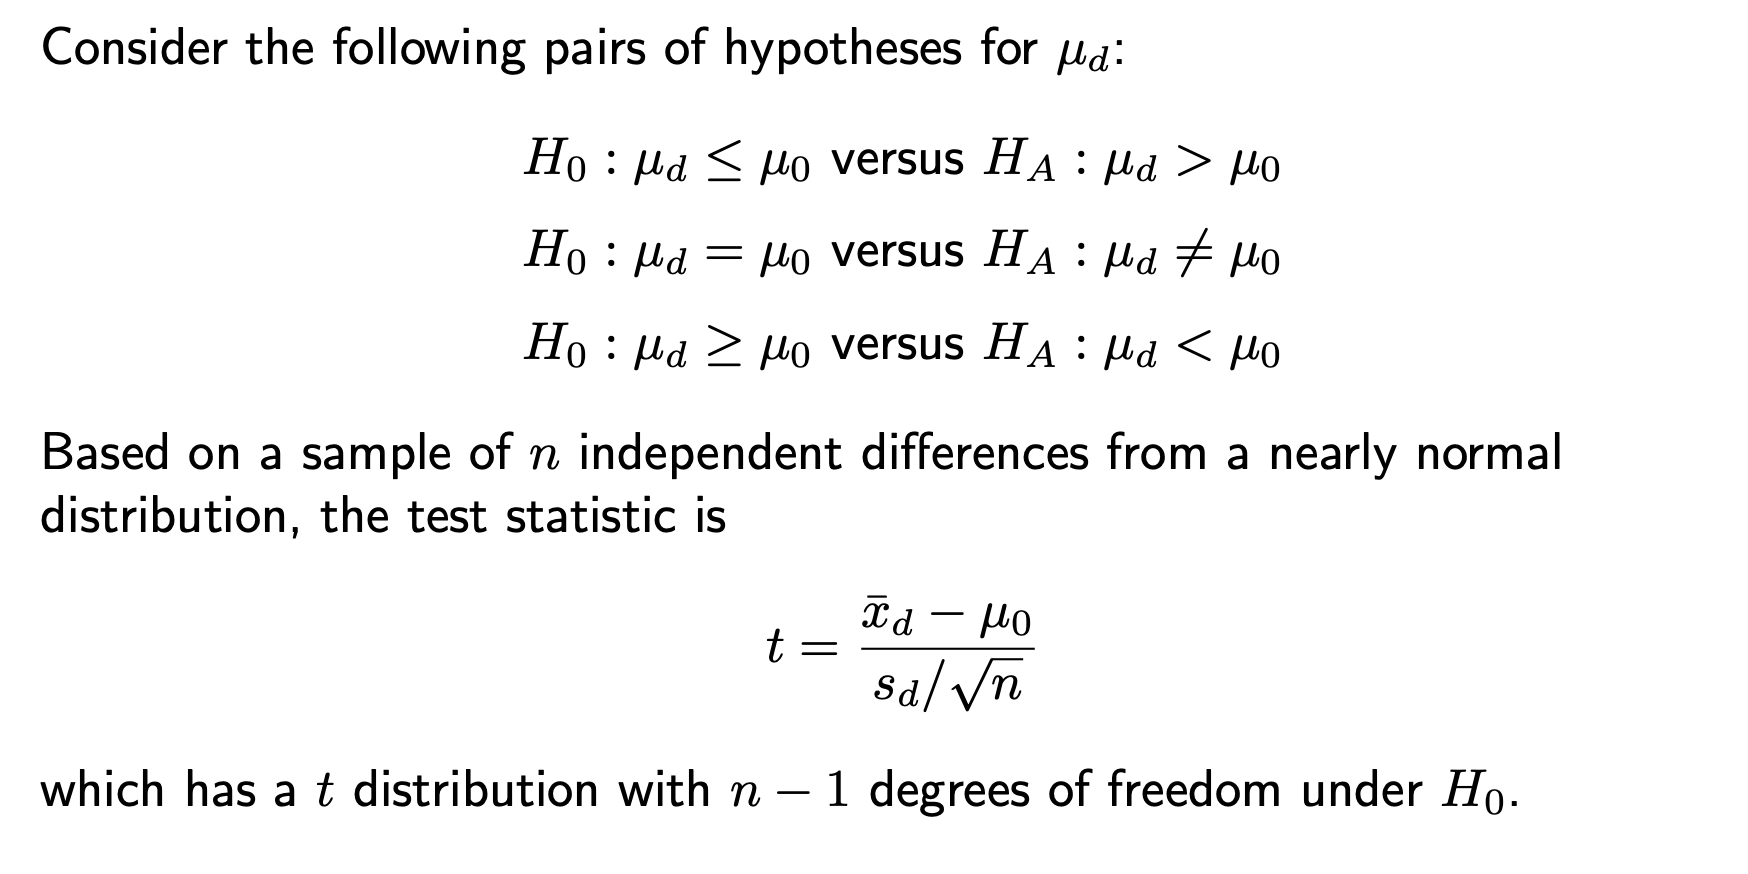 Consider the following pairs of hypotheses for $\mu_d$:
$H_0 : \mu_d \leq \mu_0$ versus $H_A : \mu_d > \mu_0$
$H_0 : \mu_d = \mu_0$ versus $H_A : \mu_d \neq \mu_0$
$H_0 : \mu_d \geq \mu_0$ versus $H_A : \mu_d < \mu_0$
Based on a sample of $n$ independent differences from a nearly normal
distribution, the test statistic is
$t = \frac{\bar{x}_d - \mu_0}{s_d/\sqrt{n}}$
which has a $t$ distribution with $n - 1$ degrees of freedom under $H_0$.